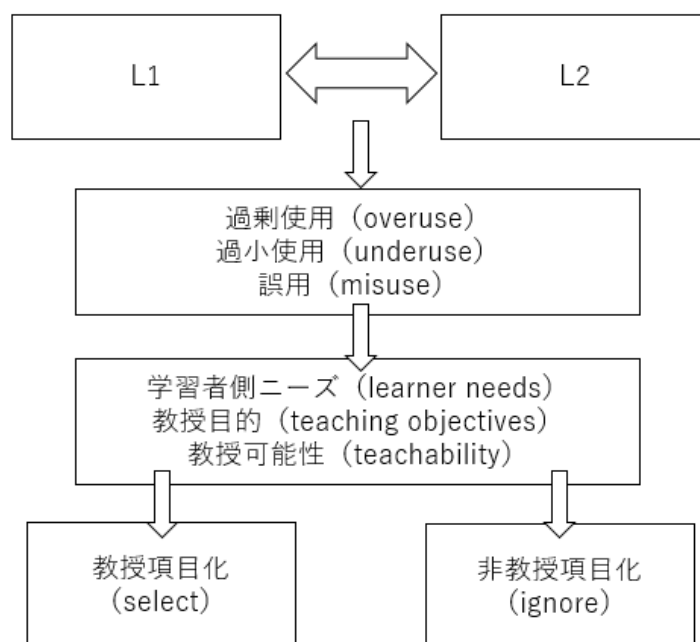 L1
L2
過剰使用（overuse）
過小使用（underuse）
誤用（misuse）
学習者側ニーズ（learner needs）
教授目的（teaching objectives）
教授可能性（teachability）
教授項目化
（select）
非教授項目化
（ignore）